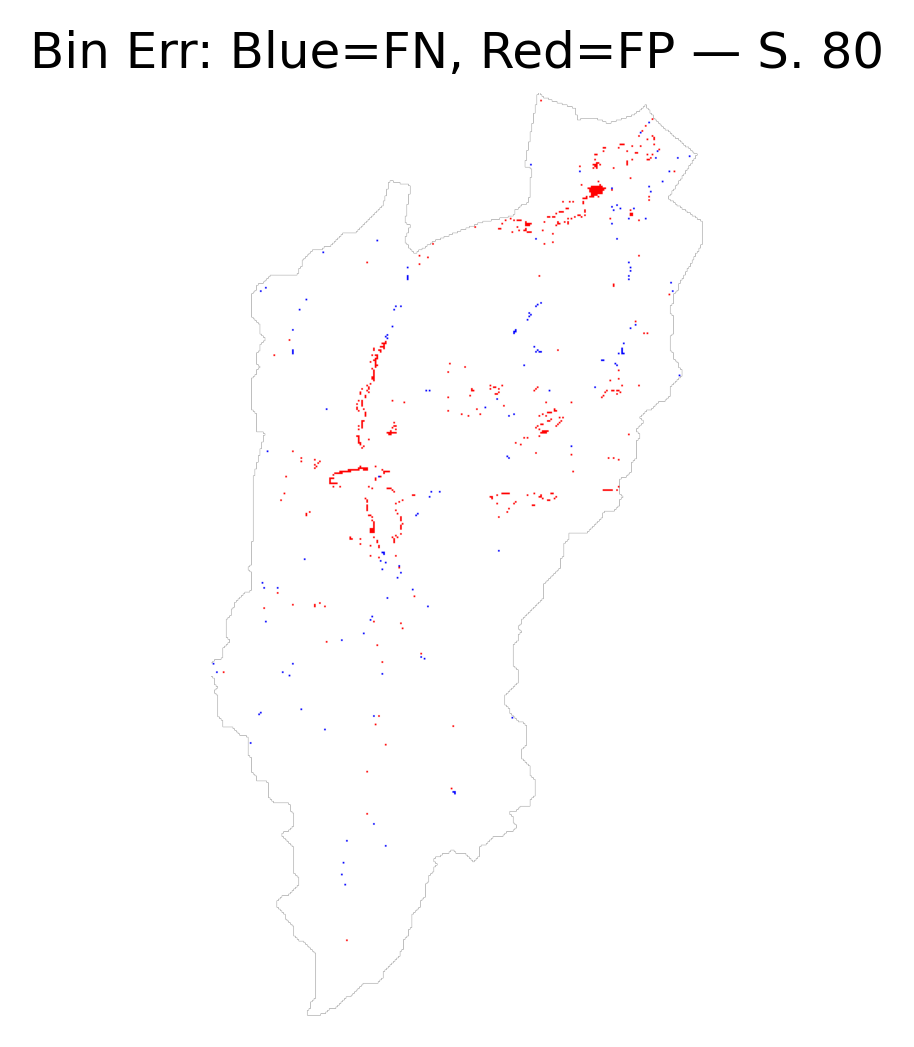 Bin Err: Blue=FN, Red=FP — S. 80